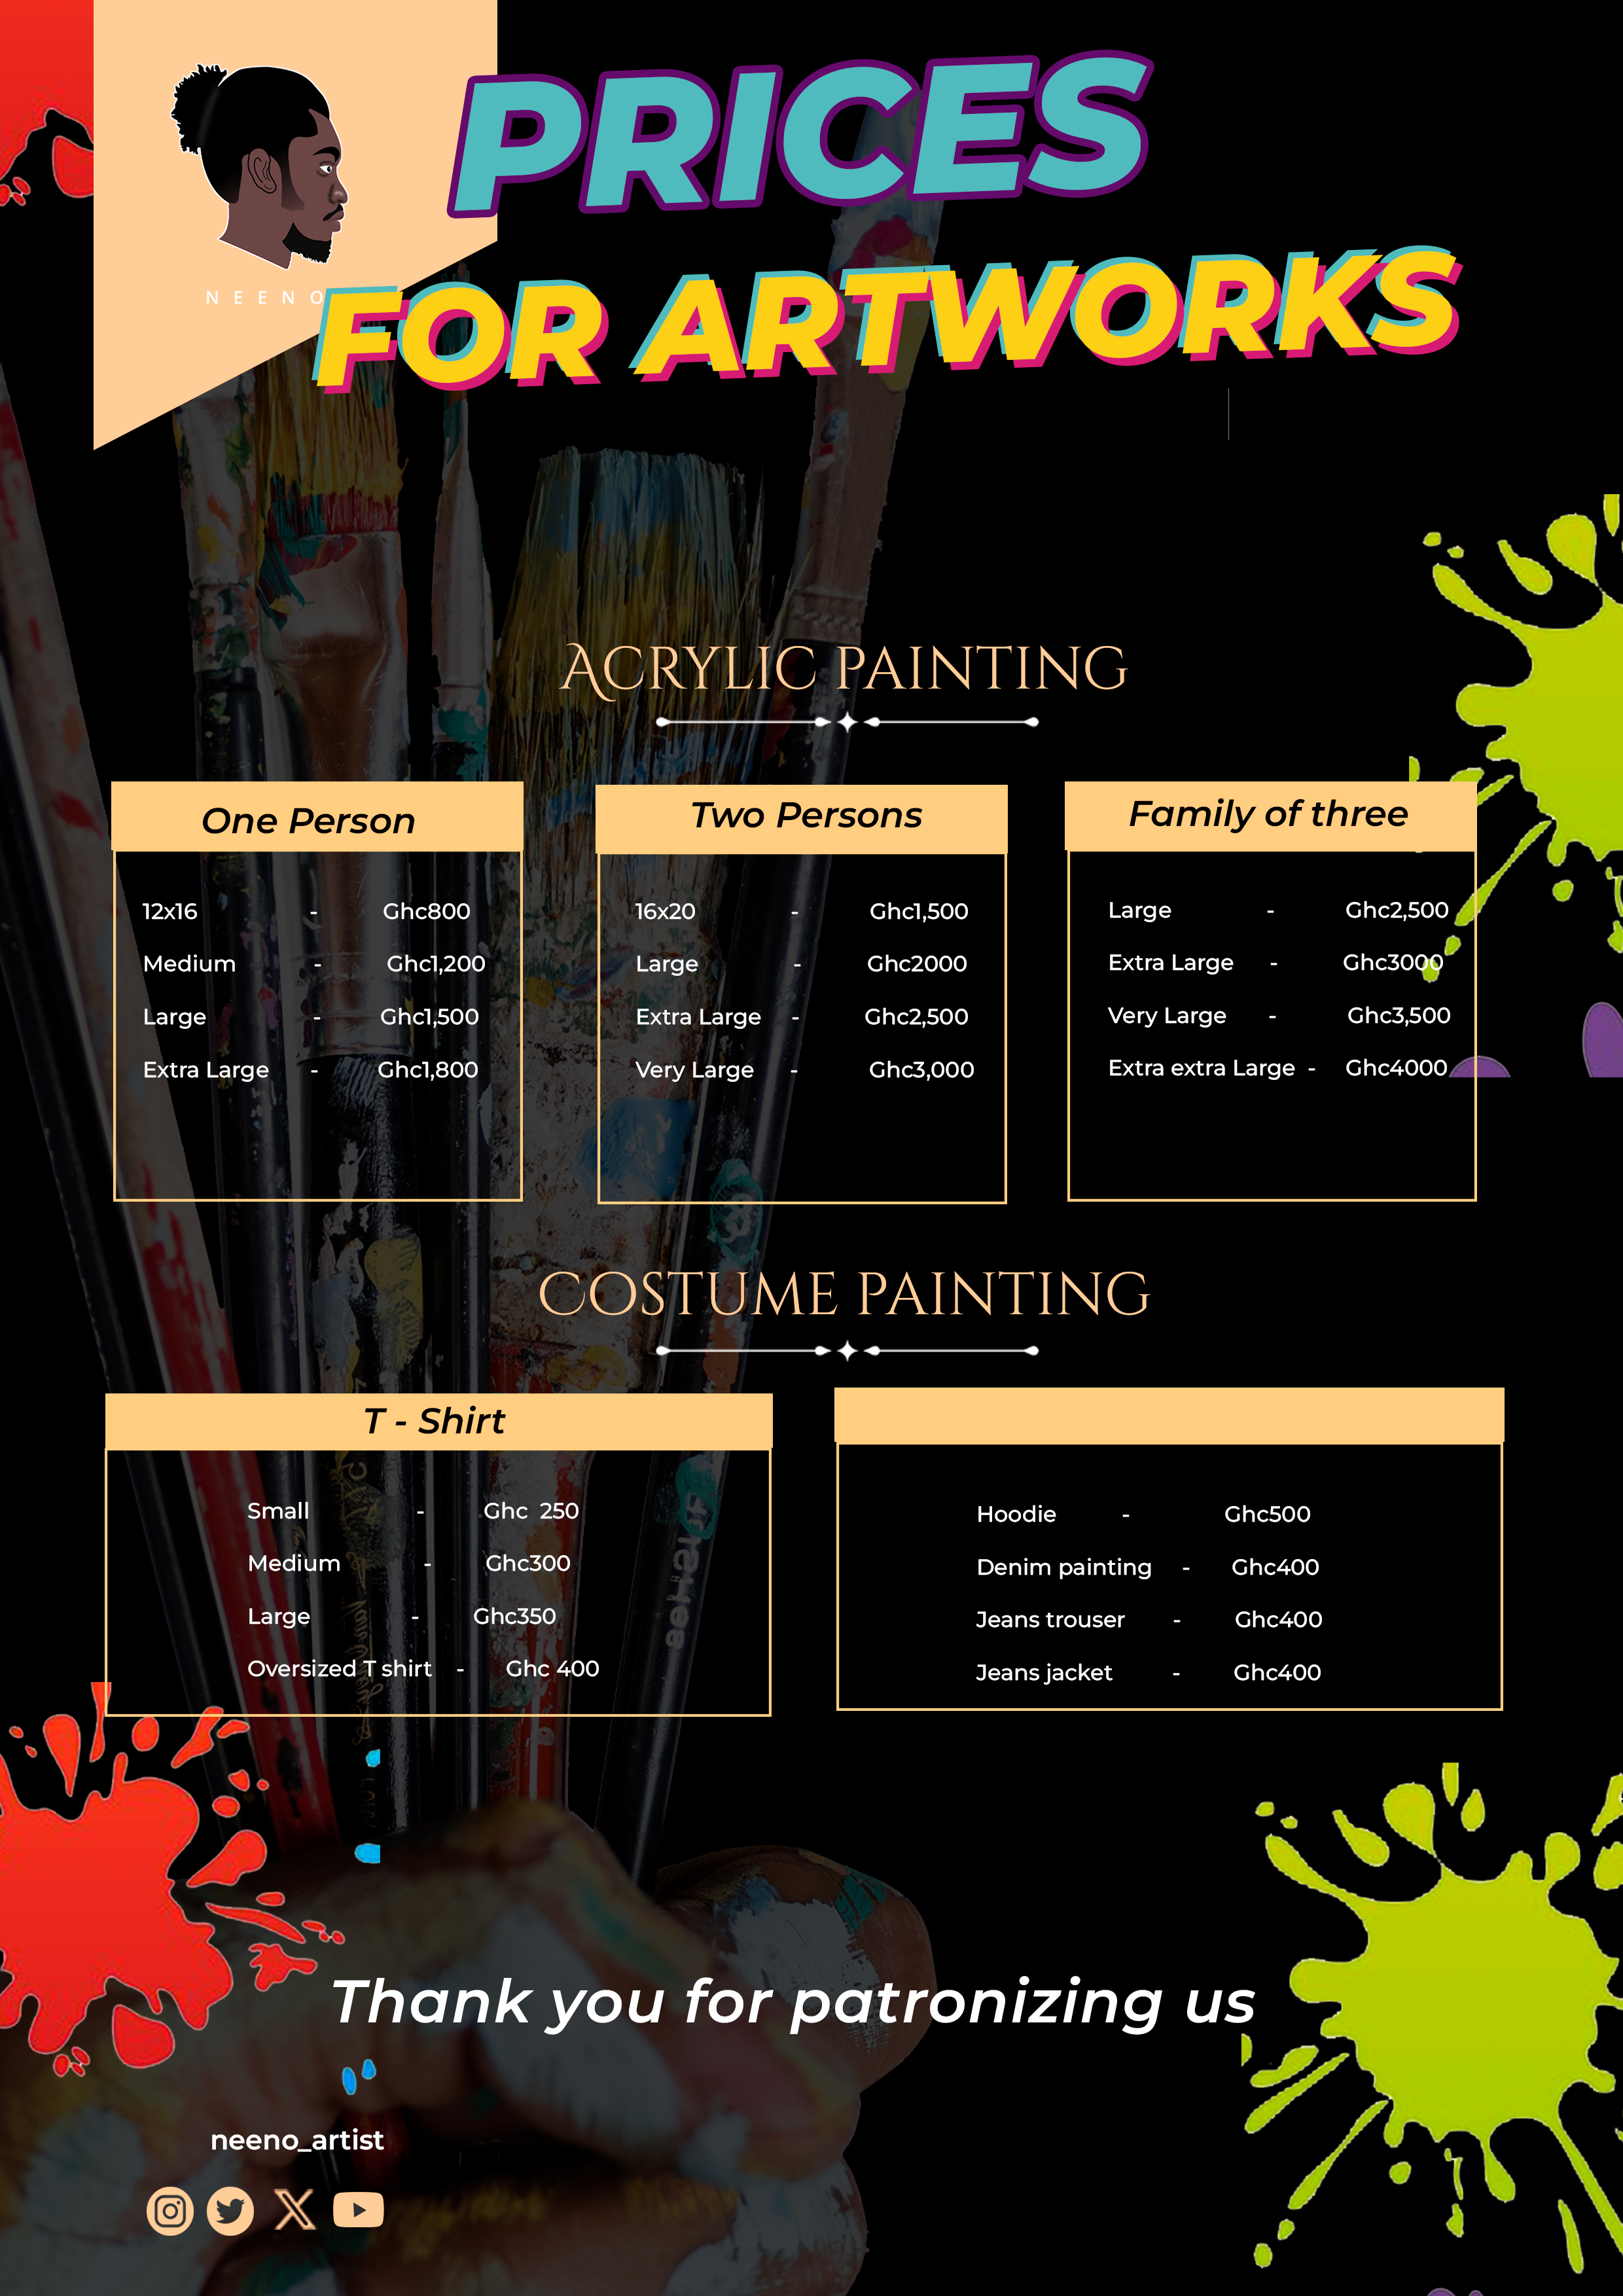 PRICES
NEENO
FOR ARTWORKS
ACRYLIC PAINTING
One Person
12x16 - Ghc800
Medium - Ghc1,200
Large - Ghc1,500
Extra Large - Ghc1,800
Two Persons
16x20 - Ghc1,500
Large - Ghc2000
Extra Large - Ghc2,500
Very Large - Ghc3,000
Family of three
Large - Ghc2,500
Extra Large - Ghc3000
Very Large - Ghc3,500
Extra extra Large - Ghc4000
COSTUME PAINTING
T - Shirt
Small - Ghc 250
Medium - Ghc300
Large - Ghc350
Oversized T shirt - Ghc 400
Hoodie - Ghc500
Denim painting - Ghc400
Jeans trouser - Ghc400
Jeans jacket - Ghc400
Thank you for patronizing us
neeno_artist